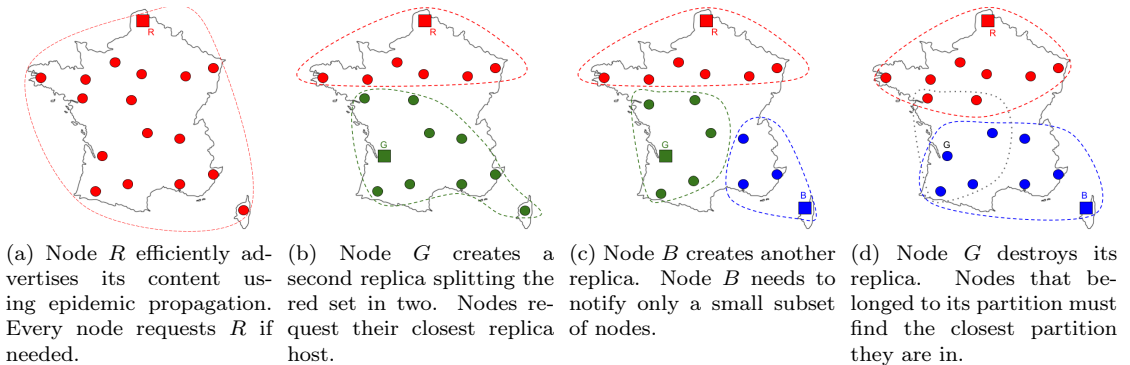 R
R
G
R
G
B
R
G
B
(a) Node R efficiently ad-
vertises its content us-
ing epidemic propagation.
Every node requests R if
needed.
(b) Node G creates a
second replica splitting the
red set in two. Nodes re-
quest their closest replica
host.
(c) Node B creates another
replica. Node B needs to
notify only a small subset
of nodes.
(d) Node G destroys its
replica. Nodes that be-
longed to its partition must
find the closest partition
they are in.